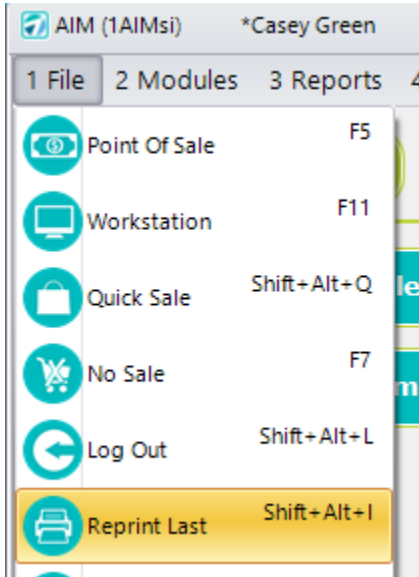 AIM (1AIMsi) *Casey Green
1 File 2 Modules 3 Reports 4
Point Of Sale F5
Workstation F11
Quick Sale Shift+Alt+Q
No Sale F7
Log Out Shift+Alt+L
Reprint Last Shift+Alt+I